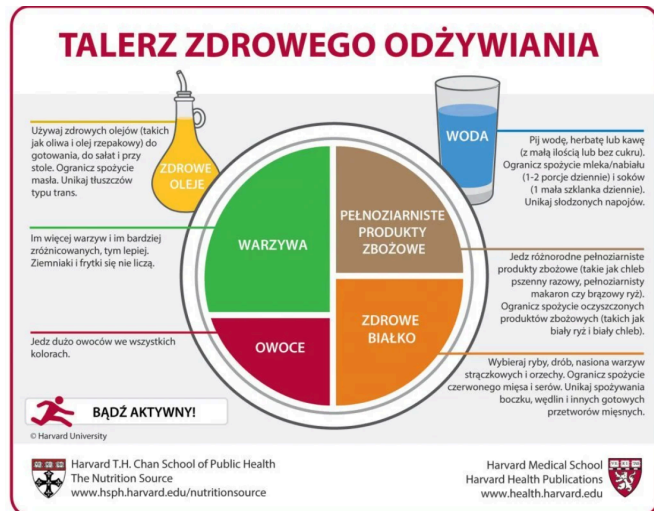 TALERZ ZDROWEGO ODŻYWIANIA
Używaj zdrowych olejów (takich
jak oliwa i olej rzepakowy) do
gotowania, do sałat i przy
stole. Ogranicz spożycie
masła. Unikaj tłuszczów
typu trans.
ZDROWE
OLEJE
WODA
Pij wodę, herbatę lub kawę
(z małą ilością lub bez cukru).
Ogranicz spożycie mleka/nabiału
(1-2 porcje dziennie) i soków
(1 mała szklanka dziennie).
Unikaj słodzonych napojów.
Im więcej warzyw i im bardziej
zróżnicowanych, tym lepiej.
Ziemniaki i frytki się nie liczą.
WARZYWA
PEŁNOZIARNISTE
PRODUKTY
ZBOŻOWE
Jedz różnorodne pełnoziarniste
produkty zbożowe (takie jak chleb
pszenny razowy, pełnoziarnisty
makaron czy brązowy ryż).
Ogranicz spożycie oczyszczonych
produktów zbożowych (takich jak
biały ryż i biały chleb).
Jedz dużo owoców we wszystkich
kolorach.
OWOCE
ZDROWE
BIAŁKO
Wybieraj ryby, drób, nasiona warzyw
strączkowych i orzechy. Ogranicz spożycie
czerwonego mięsa i serów. Unikaj spożywania
boczku, wędlin i innych gotowych
przetworów mięsnych.
BĄDŹ AKTYWNY!
© Harvard University
Harvard T.H. Chan School of Public Health
The Nutrition Source
www.hsph.harvard.edu/nutritionsource
Harvard Medical School
Harvard Health Publications
www.health.harvard.edu